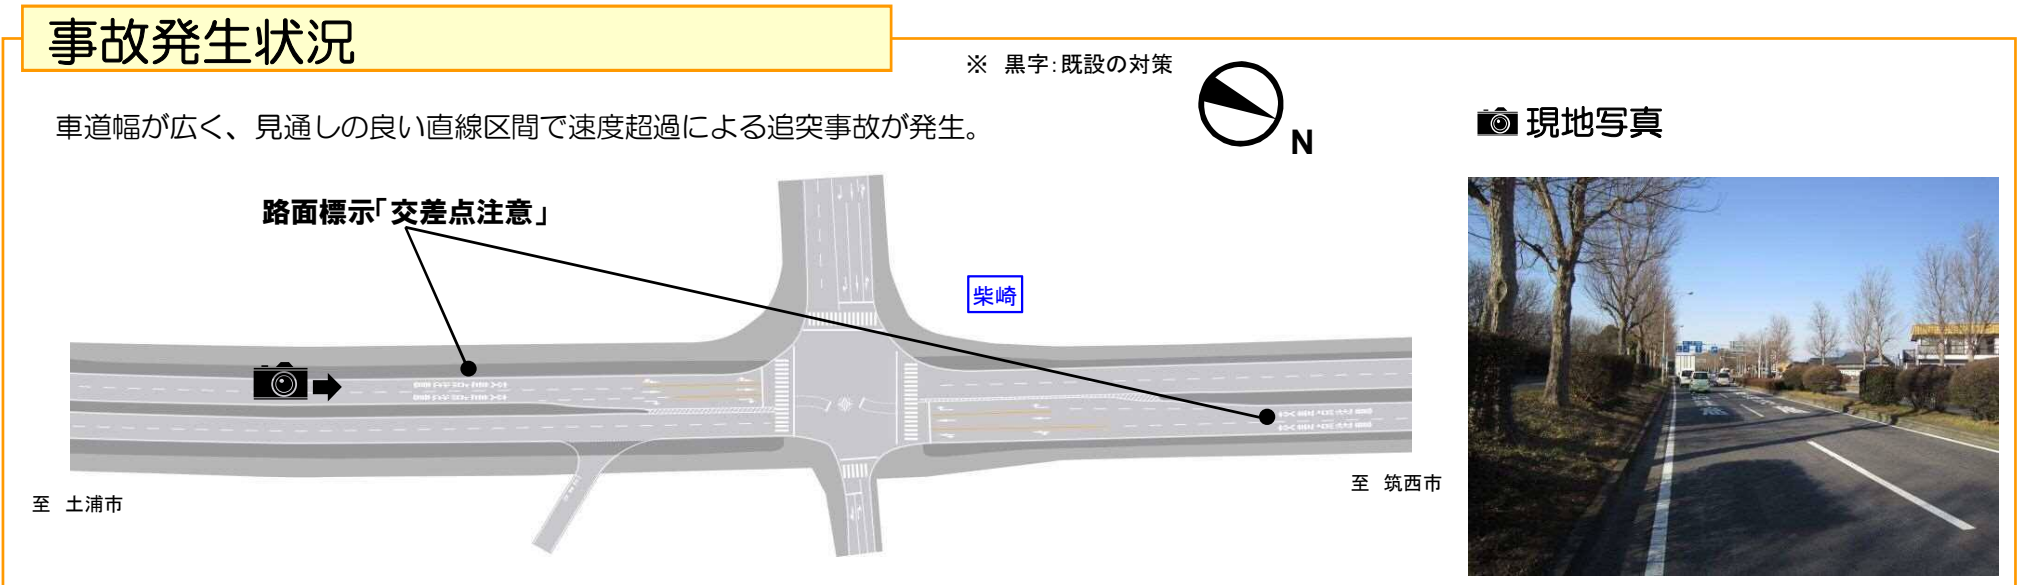 事故発生状況
※ 黒字:既設の対策
車道幅が広く、見通しの良い直線区間で速度超過による追突事故が発生。
N
現地写真
路面標示「交差点注意」
柴崎
至 土浦市
至 筑西市